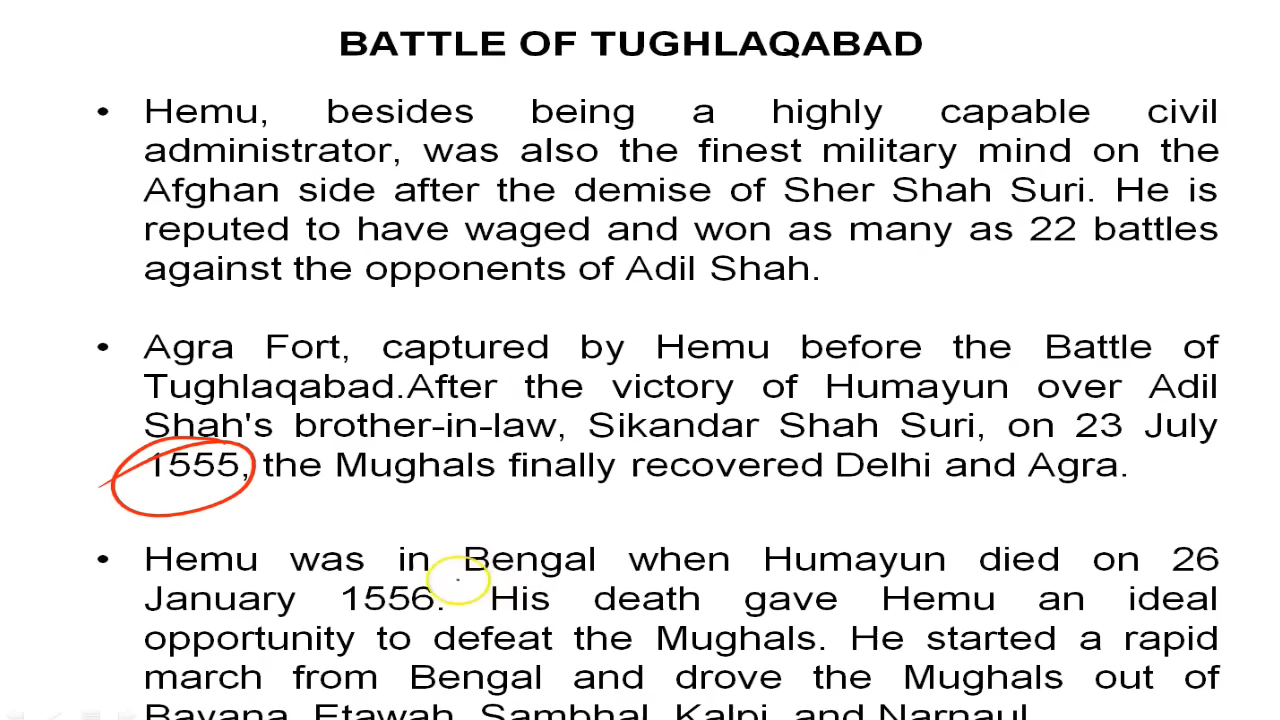 BATTLE OF TUGHLAQABAD
• Hemu, besides being a highly capable civil
administrator, was also the finest military mind on the
Afghan side after the demise of Sher Shah Suri. He is
reputed to have waged and won as many as 22 battles
against the opponents of Adil Shah.
• Agra Fort, captured by Hemu before the Battle of
Tughlaqabad.After the victory of Humayun over Adil
Shah's brother-in-law, Sikandar Shah Suri, on 23 July
1555, the Mughals finally recovered Delhi and Agra.
• Hemu was in Bengal when Humayun died on 26
January 1556. His death gave Hemu an ideal
opportunity to defeat the Mughals. He started a rapid
march from Bengal and drove the Mughals out of
Bayana, Etawah, Sambhal, Kalpi, and Narnaul.